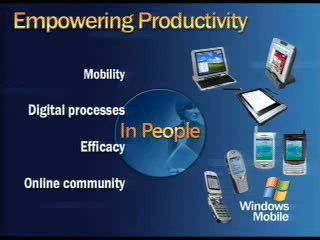 Empowering Productivity
Mobility
Digital processes
In People
Efficacy
Online community
Windows
Mobile